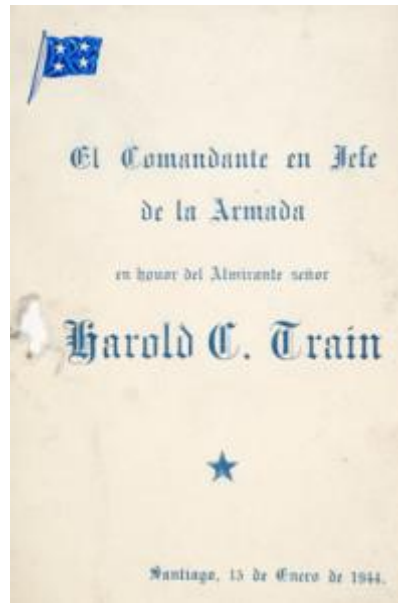 El Comandante en Jefe
de la Armada
en honor del Almirante señor
Harold C. Train
Santiago, 13 de Enero de 1944.